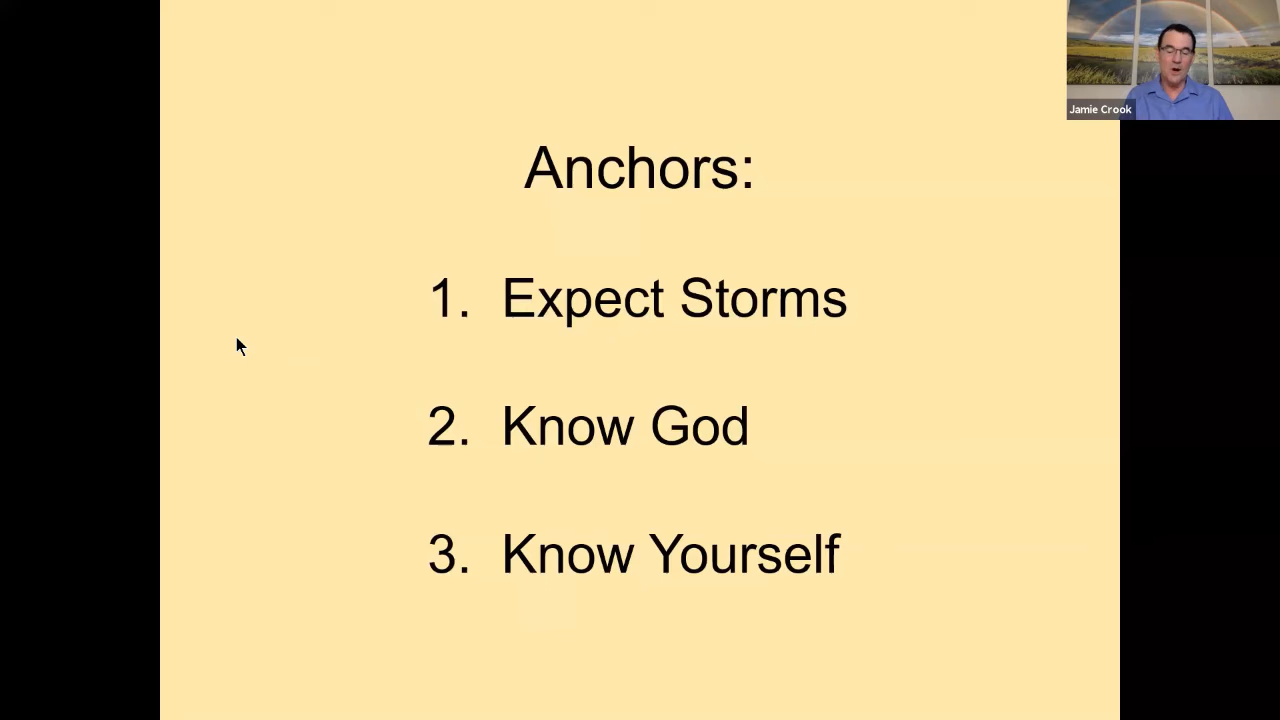 Jamie Crook
Anchors:
1. Expect Storms
2. Know God
3. Know Yourself